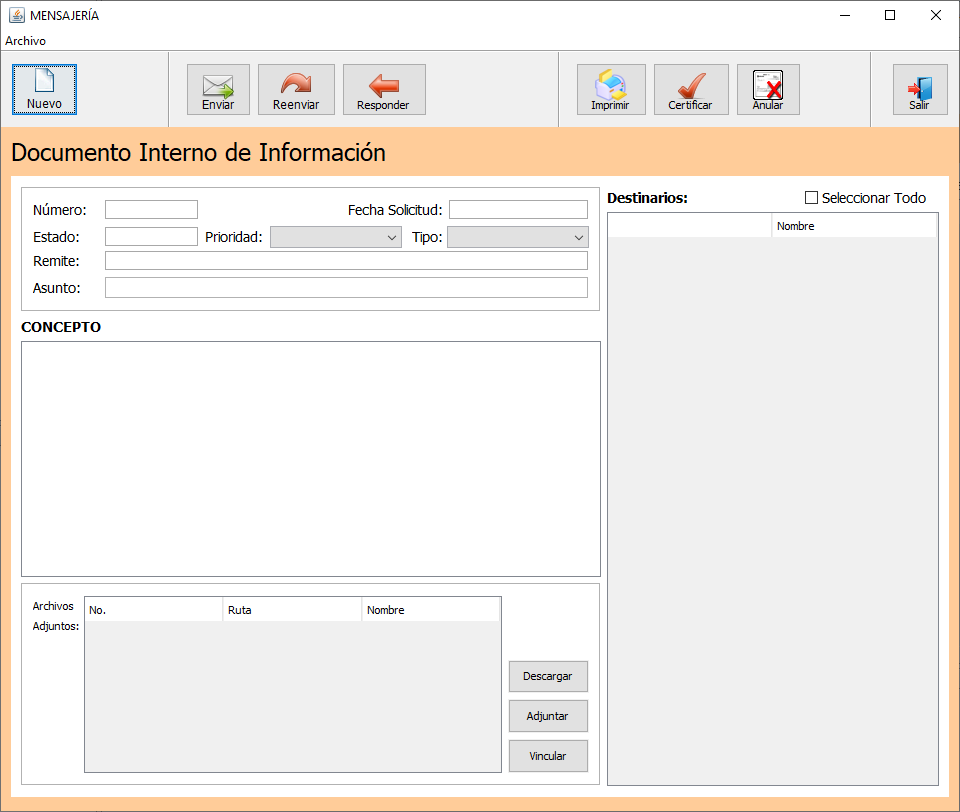 MENSAJERÍA
Archivo
Nuevo Enviar Reenviar Responder Imprimir Certificar Anular Salir
Documento Interno de Información
Número: Fecha Solicitud:
Estado: Prioridad: Tipo:
Remite:
Asunto:
Destinarios: Seleccionar Todo
Nombre
CONCEPTO
Archivos
Adjuntos:
No. Ruta Nombre
Descargar
Adjuntar
Vincular